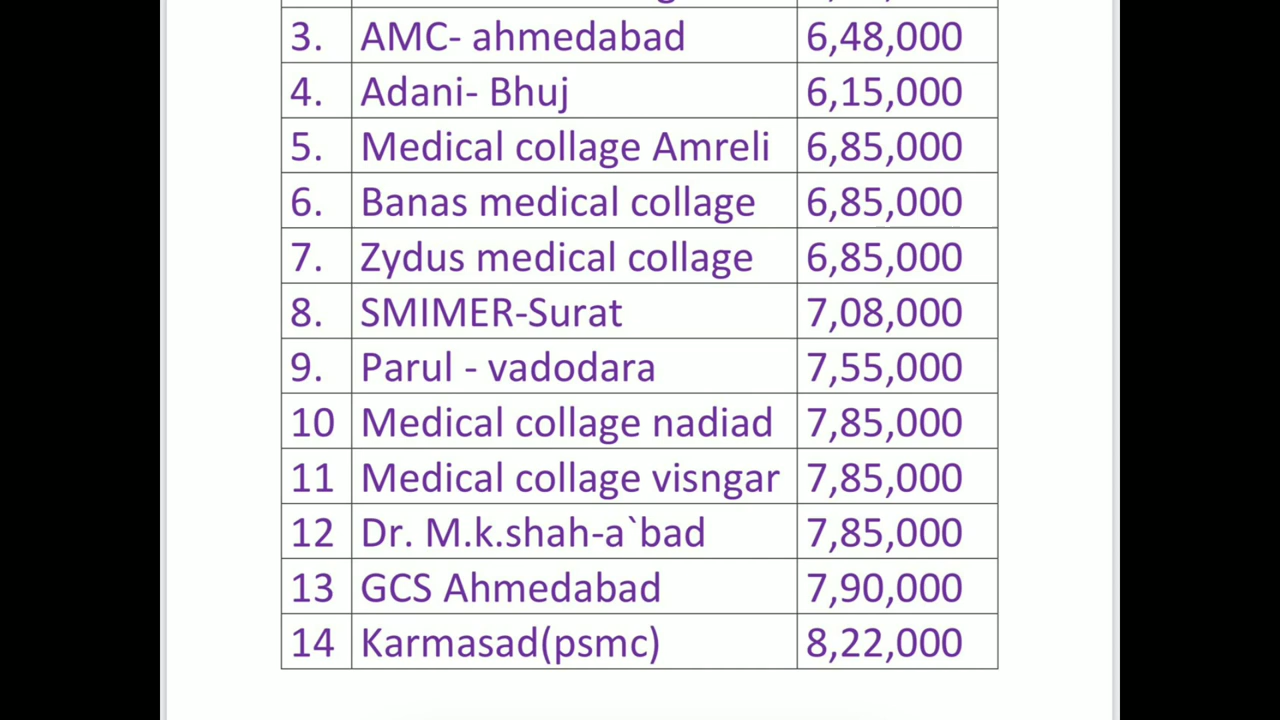 3. AMC- ahmedabad 6,48,000
4. Adani- Bhuj 6,15,000
5. Medical collage Amreli 6,85,000
6. Banas medical collage 6,85,000
7. Zydus medical collage 6,85,000
8. SMIMER-Surat 7,08,000
9. Parul - vadodara 7,55,000
10 Medical collage nadiad 7,85,000
11 Medical collage visngar 7,85,000
12 Dr. M.k.shah-a`bad 7,85,000
13 GCS Ahmedabad 7,90,000
14 Karmasad(psmc) 8,22,000